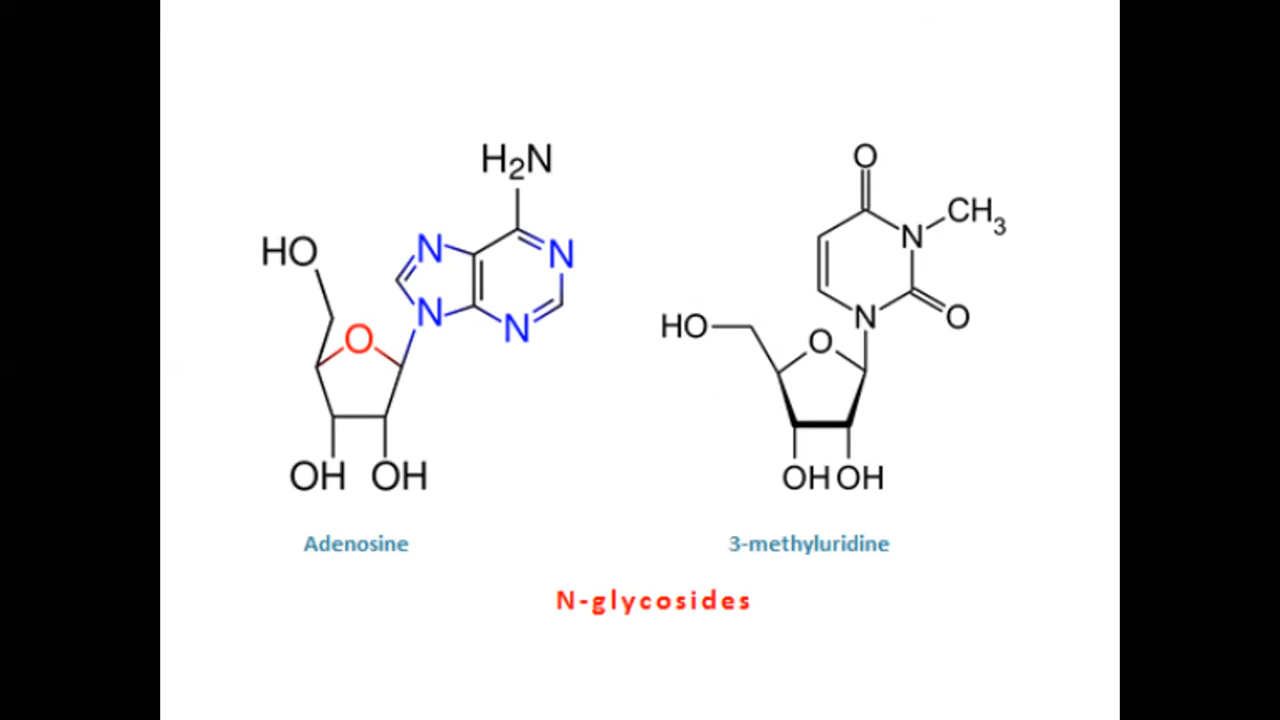 H2N
O
CH3
N
HO
N
N
N
O
N
N
N
O
HO
O
O
OH OH
OH OH
Adenosine
3-methyluridine
N-glycosides